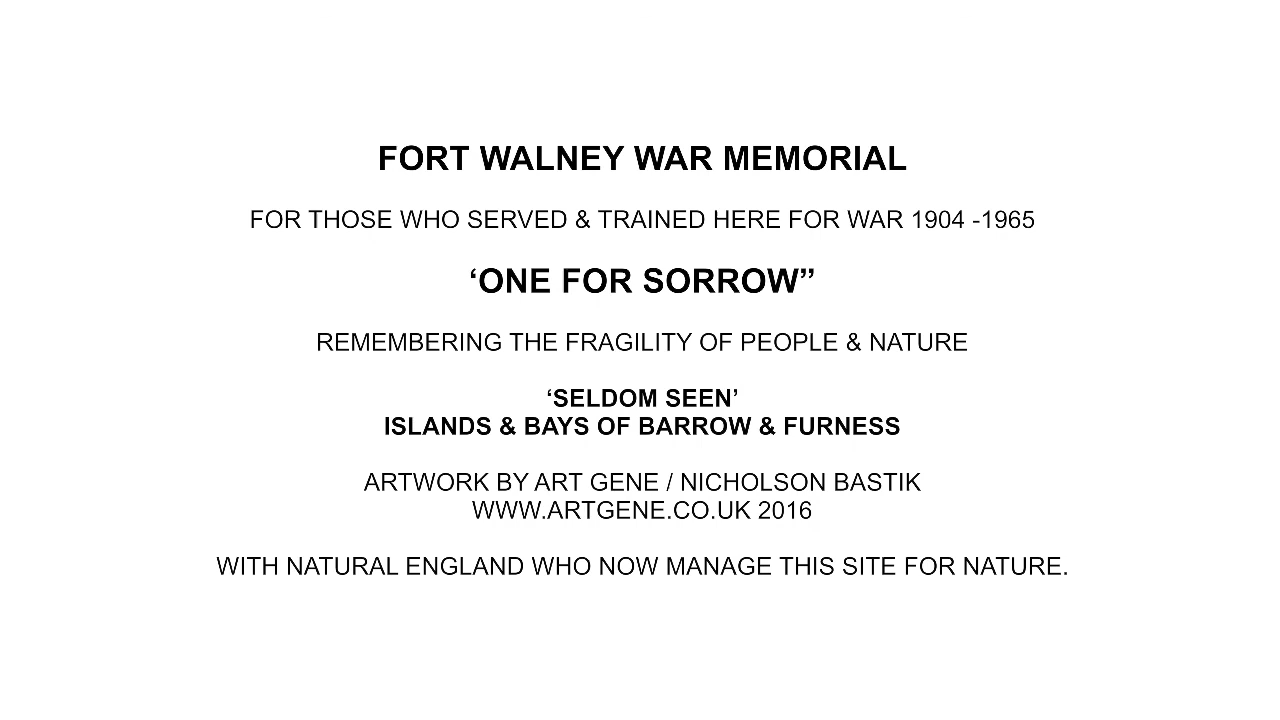 FORT WALNEY WAR MEMORIAL
FOR THOSE WHO SERVED & TRAINED HERE FOR WAR 1904 -1965
‘ONE FOR SORROW”
REMEMBERING THE FRAGILITY OF PEOPLE & NATURE
‘SELDOM SEEN’
ISLANDS & BAYS OF BARROW & FURNESS
ARTWORK BY ART GENE / NICHOLSON BASTIK
WWW.ARTGENE.CO.UK 2016
WITH NATURAL ENGLAND WHO NOW MANAGE THIS SITE FOR NATURE.